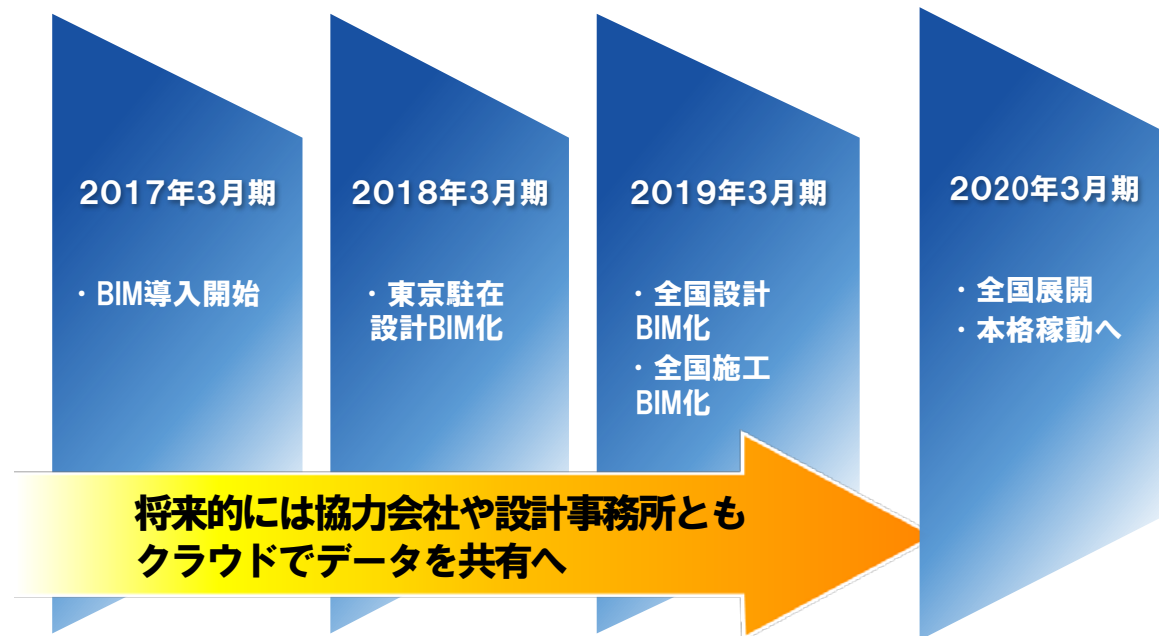 2017年3月期
・BIM導入開始
2018年3月期
・東京駐在
設計BIM化
2019年3月期
・全国設計
BIM化
・全国施工
BIM化
2020年3月期
・全国展開
・本格稼動へ
将来的には協力会社や設計事務所とも
クラウドでデータを共有へ